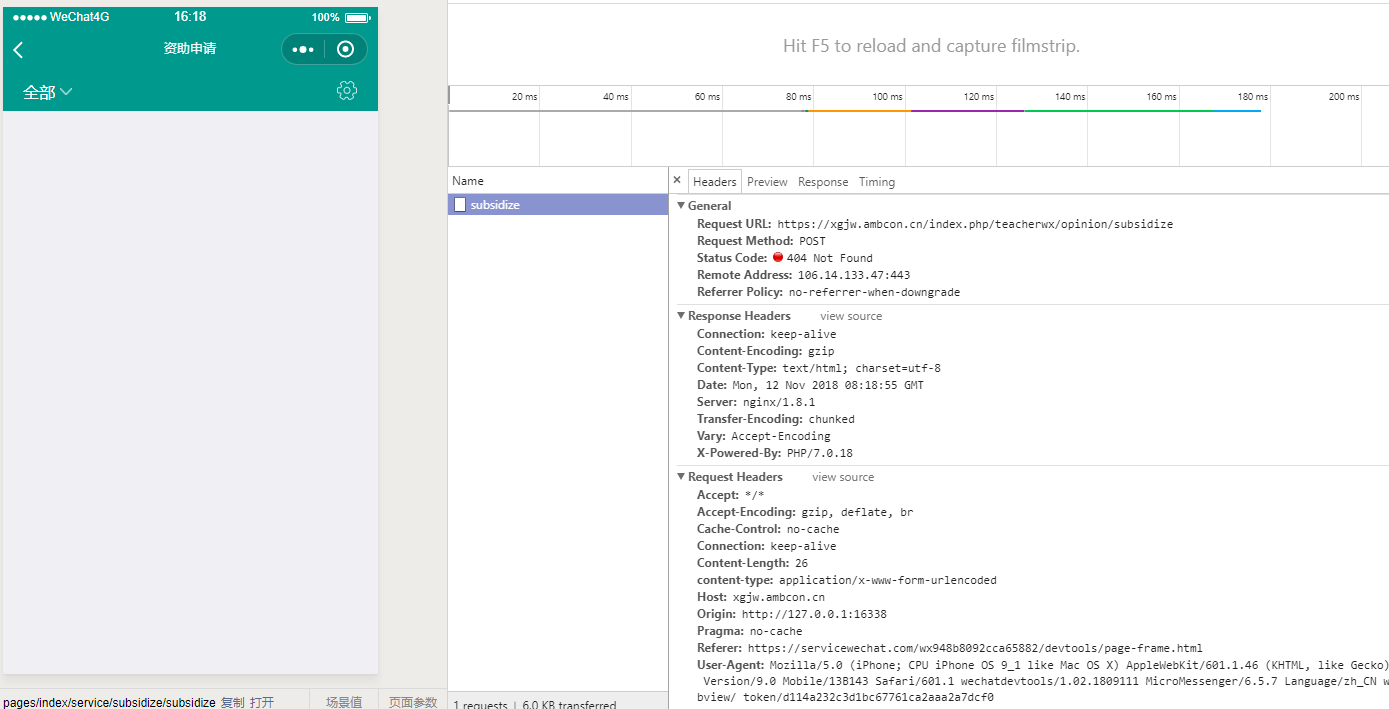 WeChat4G 16:18 100%
资助申请
全部
pages/index/service/subsidize/subsidize 复制 打开 场景值 页面参数
Hit F5 to reload and capture filmstrip.
20 ms 40 ms 60 ms 80 ms 100 ms 120 ms 140 ms 160 ms 180 ms 200 ms
Name
subsidize
1 requests | 6.0 KB transferred
× Headers Preview Response Timing
▼ General
Request URL: https://xgjw.ambcon.cn/index.php/teacherwx/opinion/subsidize
Request Method: POST
Status Code: 404 Not Found
Remote Address: 106.14.133.47:443
Referrer Policy: no-referrer-when-downgrade
▼ Response Headers view source
Connection: keep-alive
Content-Encoding: gzip
Content-Type: text/html; charset=utf-8
Date: Mon, 12 Nov 2018 08:18:55 GMT
Server: nginx/1.8.1
Transfer-Encoding: chunked
Vary: Accept-Encoding
X-Powered-By: PHP/7.0.18
▼ Request Headers view source
Accept: */*
Accept-Encoding: gzip, deflate, br
Cache-Control: no-cache
Connection: keep-alive
Content-Length: 26
content-type: application/x-www-form-urlencoded
Host: xgjw.ambcon.cn
Origin: http://127.0.0.1:16338
Pragma: no-cache
Referer: https://servicewechat.com/wx948b8092cca65882/devtools/page-frame.html
User-Agent: Mozilla/5.0 (iPhone; CPU iPhone OS 9_1 like Mac OS X) AppleWebKit/601.1.46 (KHTML, like Gecko)
Version/9.0 Mobile/13B143 Safari/601.1 wechatdevtools/1.02.1809111 MicroMessenger/6.5.7 Language/zh_CN w
bview/ token/d114a232c3d1bc67761ca2aaa2a7dcf0